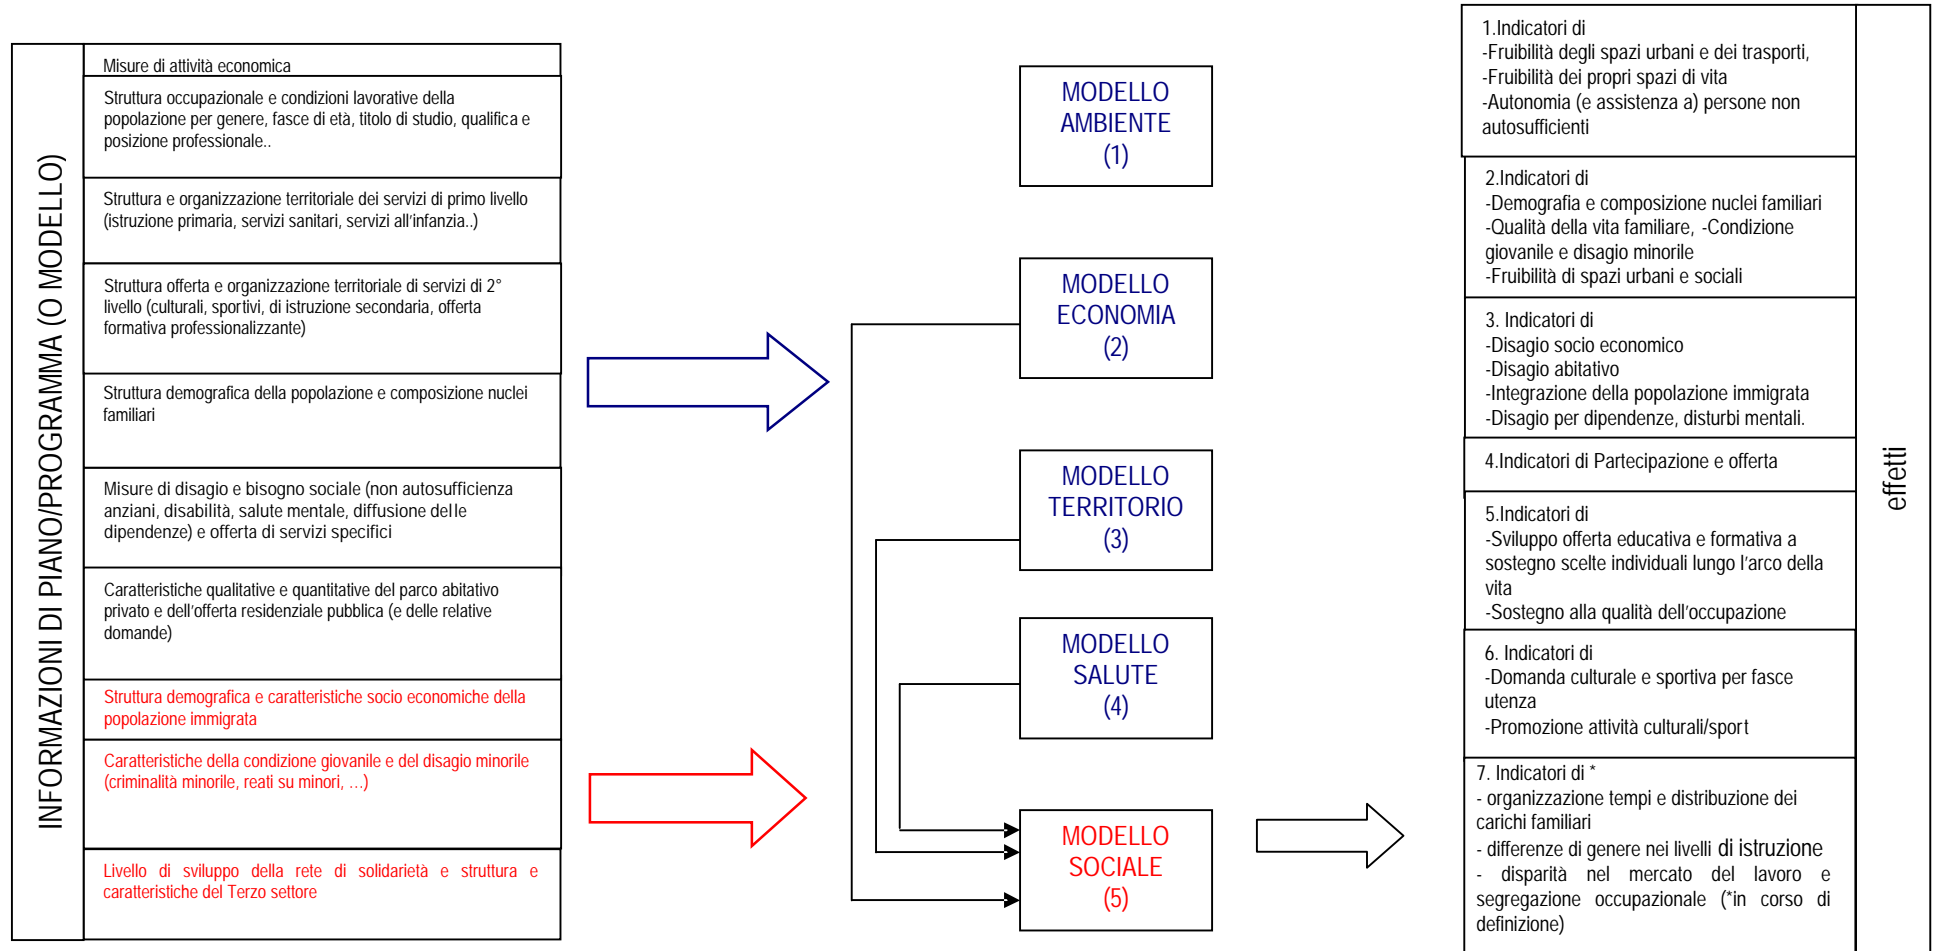 INFORMAZIONI DI PIANO/PROGRAMMA (O MODELLO)
Misure di attività economica
Struttura occupazionale e condizioni lavorative della
popolazione per genere, fasce di età, titolo di studio, qualifica e
posizione professionale..
Struttura e organizzazione territoriale dei servizi di primo livello
(istruzione primaria, servizi sanitari, servizi all'infanzia..)
Struttura offerta e organizzazione territoriale di servizi di 2°
livello (culturali, sportivi, di istruzione secondaria, offerta
formativa professionalizzante)
Struttura demografica della popolazione e composizione nuclei
familiari
Misure di disagio e bisogno sociale (non autosufficienza
anziani, disabilità, salute mentale, diffusione delle
dipendenze) e offerta di servizi specifici
Caratteristiche qualitative e quantitative del parco abitativo
privato e dell'offerta residenziale pubblica (e delle relative
domande)
Struttura demografica e caratteristiche socio economiche della
popolazione immigrata
Caratteristiche della condizione giovanile e del disagio minorile
(criminalità minorile, reati su minori, …)
Livello di sviluppo della rete di solidarietà e struttura e
caratteristiche del Terzo settore
MODELLO
AMBIENTE
(1)
MODELLO
ECONOMIA
(2)
MODELLO
TERRITORIO
(3)
MODELLO
SALUTE
(4)
MODELLO
SOCIALE
(5)
1.Indicatori di
-Fruibilità degli spazi urbani e dei trasporti,
-Fruibilità dei propri spazi di vita
-Autonomia (e assistenza a) persone non
autosufficienti
2.Indicatori di
-Demografia e composizione nuclei familiari
-Qualità della vita familiare, -Condizione
giovanile e disagio minorile
-Fruibilità di spazi urbani e sociali
3. Indicatori di
-Disagio socio economico
-Disagio abitativo
-Integrazione della popolazione immigrata
-Disagio per dipendenze, disturbi mentali.
4.Indicatori di Partecipazione e offerta
5.Indicatori di
-Sviluppo offerta educativa e formativa a
sostegno scelte individuali lungo l'arco della
vita
-Sostegno alla qualità dell'occupazione
6. Indicatori di
-Domanda culturale e sportiva per fasce
utenza
-Promozione attività culturali/sport
7. Indicatori di *
- organizzazione tempi e distribuzione dei
carichi familiari
- differenze di genere nei livelli di istruzione
- disparità nel mercato del lavoro e
segregazione occupazionale (*in corso di
definizione)
effetti